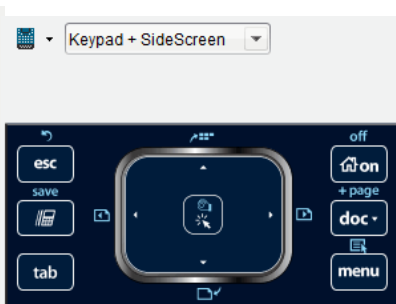 Keypad + SideScreen
off
esc
on
save
+ page
doc
tab
menu